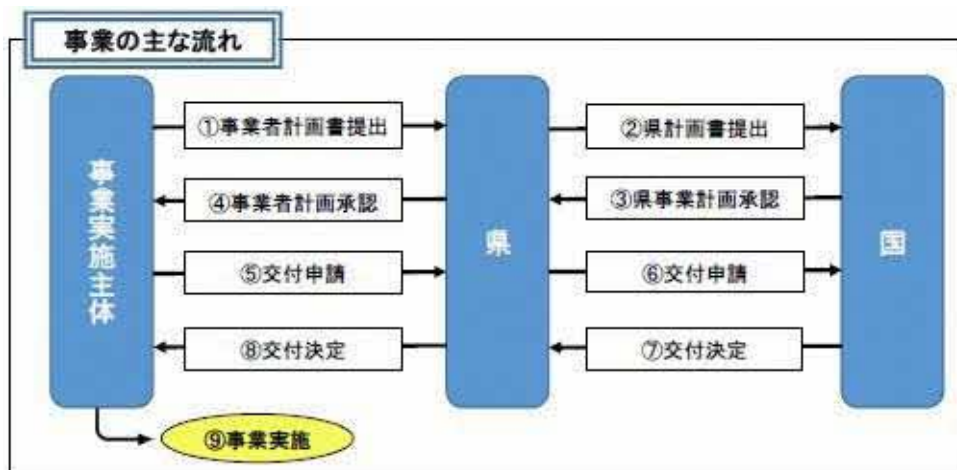 事業の主な流れ
事業実施主体
県
国
①事業者計画書提出
②県計画書提出
④事業者計画承認
③県事業計画承認
⑤交付申請
⑥交付申請
⑧交付決定
⑦交付決定
⑨事業実施